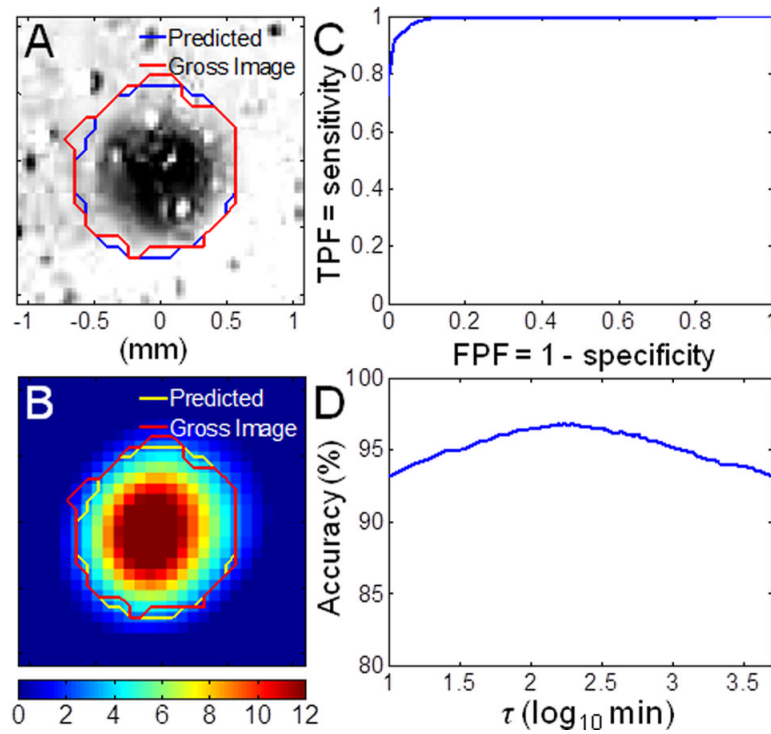 A
Predicted
Gross Image
-1 -0.5 0 0.5 1
(mm)
C
TPF = sensitivity
1
0.8
0.6
0.4
0.2
0
0 0.2 0.4 0.6 0.8 1
FPF = 1 - specificity
B
Predicted
Gross Image
0 2 4 6 8 10 12
D
Accuracy (%)
100
95
90
85
80
1 1.5 2 2.5 3 3.5
τ (log10 min)